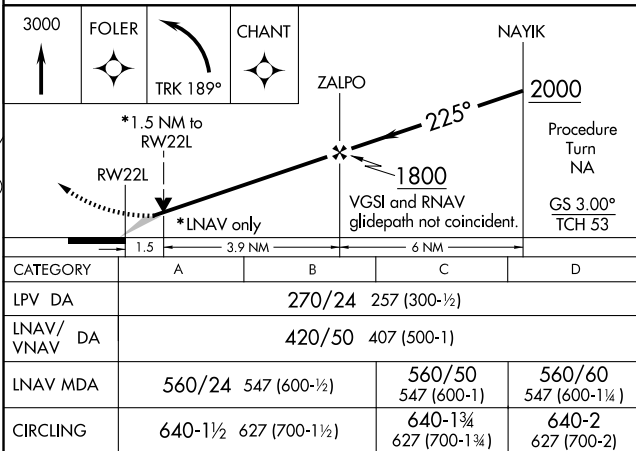 3000
FOLER
TRK 189°
CHANT
NAYIK
ZALPO
2000
225°
*1.5 NM to
RW22L
RW22L
Procedure
Turn
NA
1800
*LNAV only
VGSI and RNAV
glidepath not coincident.
GS 3.00°
TCH 53
1.5
3.9 NM
6 NM
CATEGORY A B C D
LPV DA 270/24 257 (300-½)
LNAV/
VNAV DA 420/50 407 (500-1)
LNAV MDA 560/24 547 (600-½) 560/50 547 (600-1) 560/60 547 (600-1¼)
CIRCLING 640-1½ 627 (700-1½) 640-1¾ 627 (700-1¾) 640-2 627 (700-2)